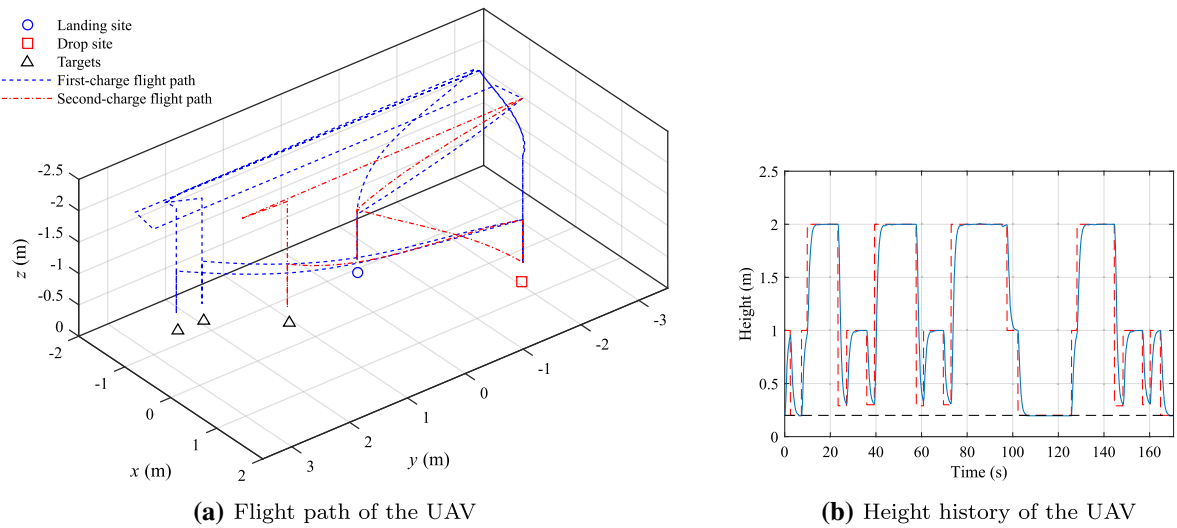 Landing site
Drop site
Targets
First-charge flight path
Second-charge flight path
-2.5
-2
-1.5
-1
-0.5
0
z (m)
-2
-1
0
1
2
x (m)
3
2
1
0
-1
-2
-3
y (m)
2.5
2
1.5
1
0.5
0
Height (m)
0 20 40 60 80 100 120 140 160
Time (s)
(a) Flight path of the UAV
(b) Height history of the UAV